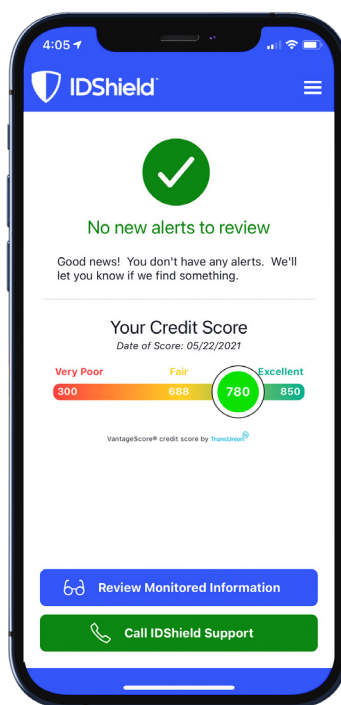 4:05
IDShield™
No new alerts to review
Good news!  You don't have any alerts.  We'll
let you know if we find something.
Your Credit Score
Date of Score: 05/22/2021
Very Poor Fair Excellent
300 688 780 850
VantageScore® credit score by TransUnion
Review Monitored Information
Call IDShield Support